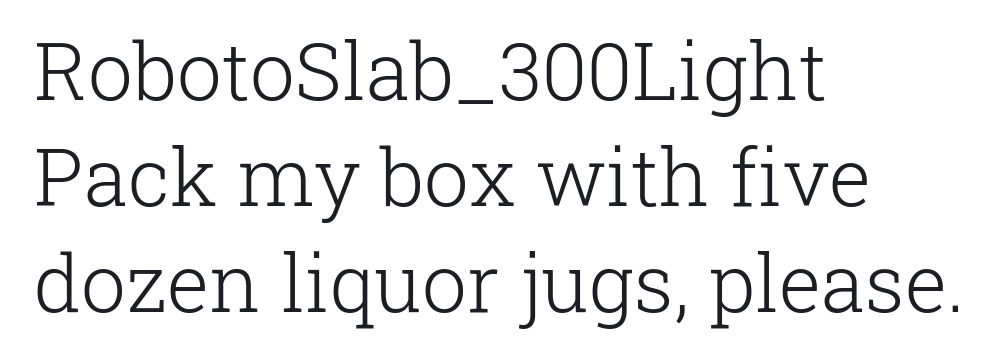 RobotoSlab_300Light
Pack my box with five
dozen liquor jugs, please.